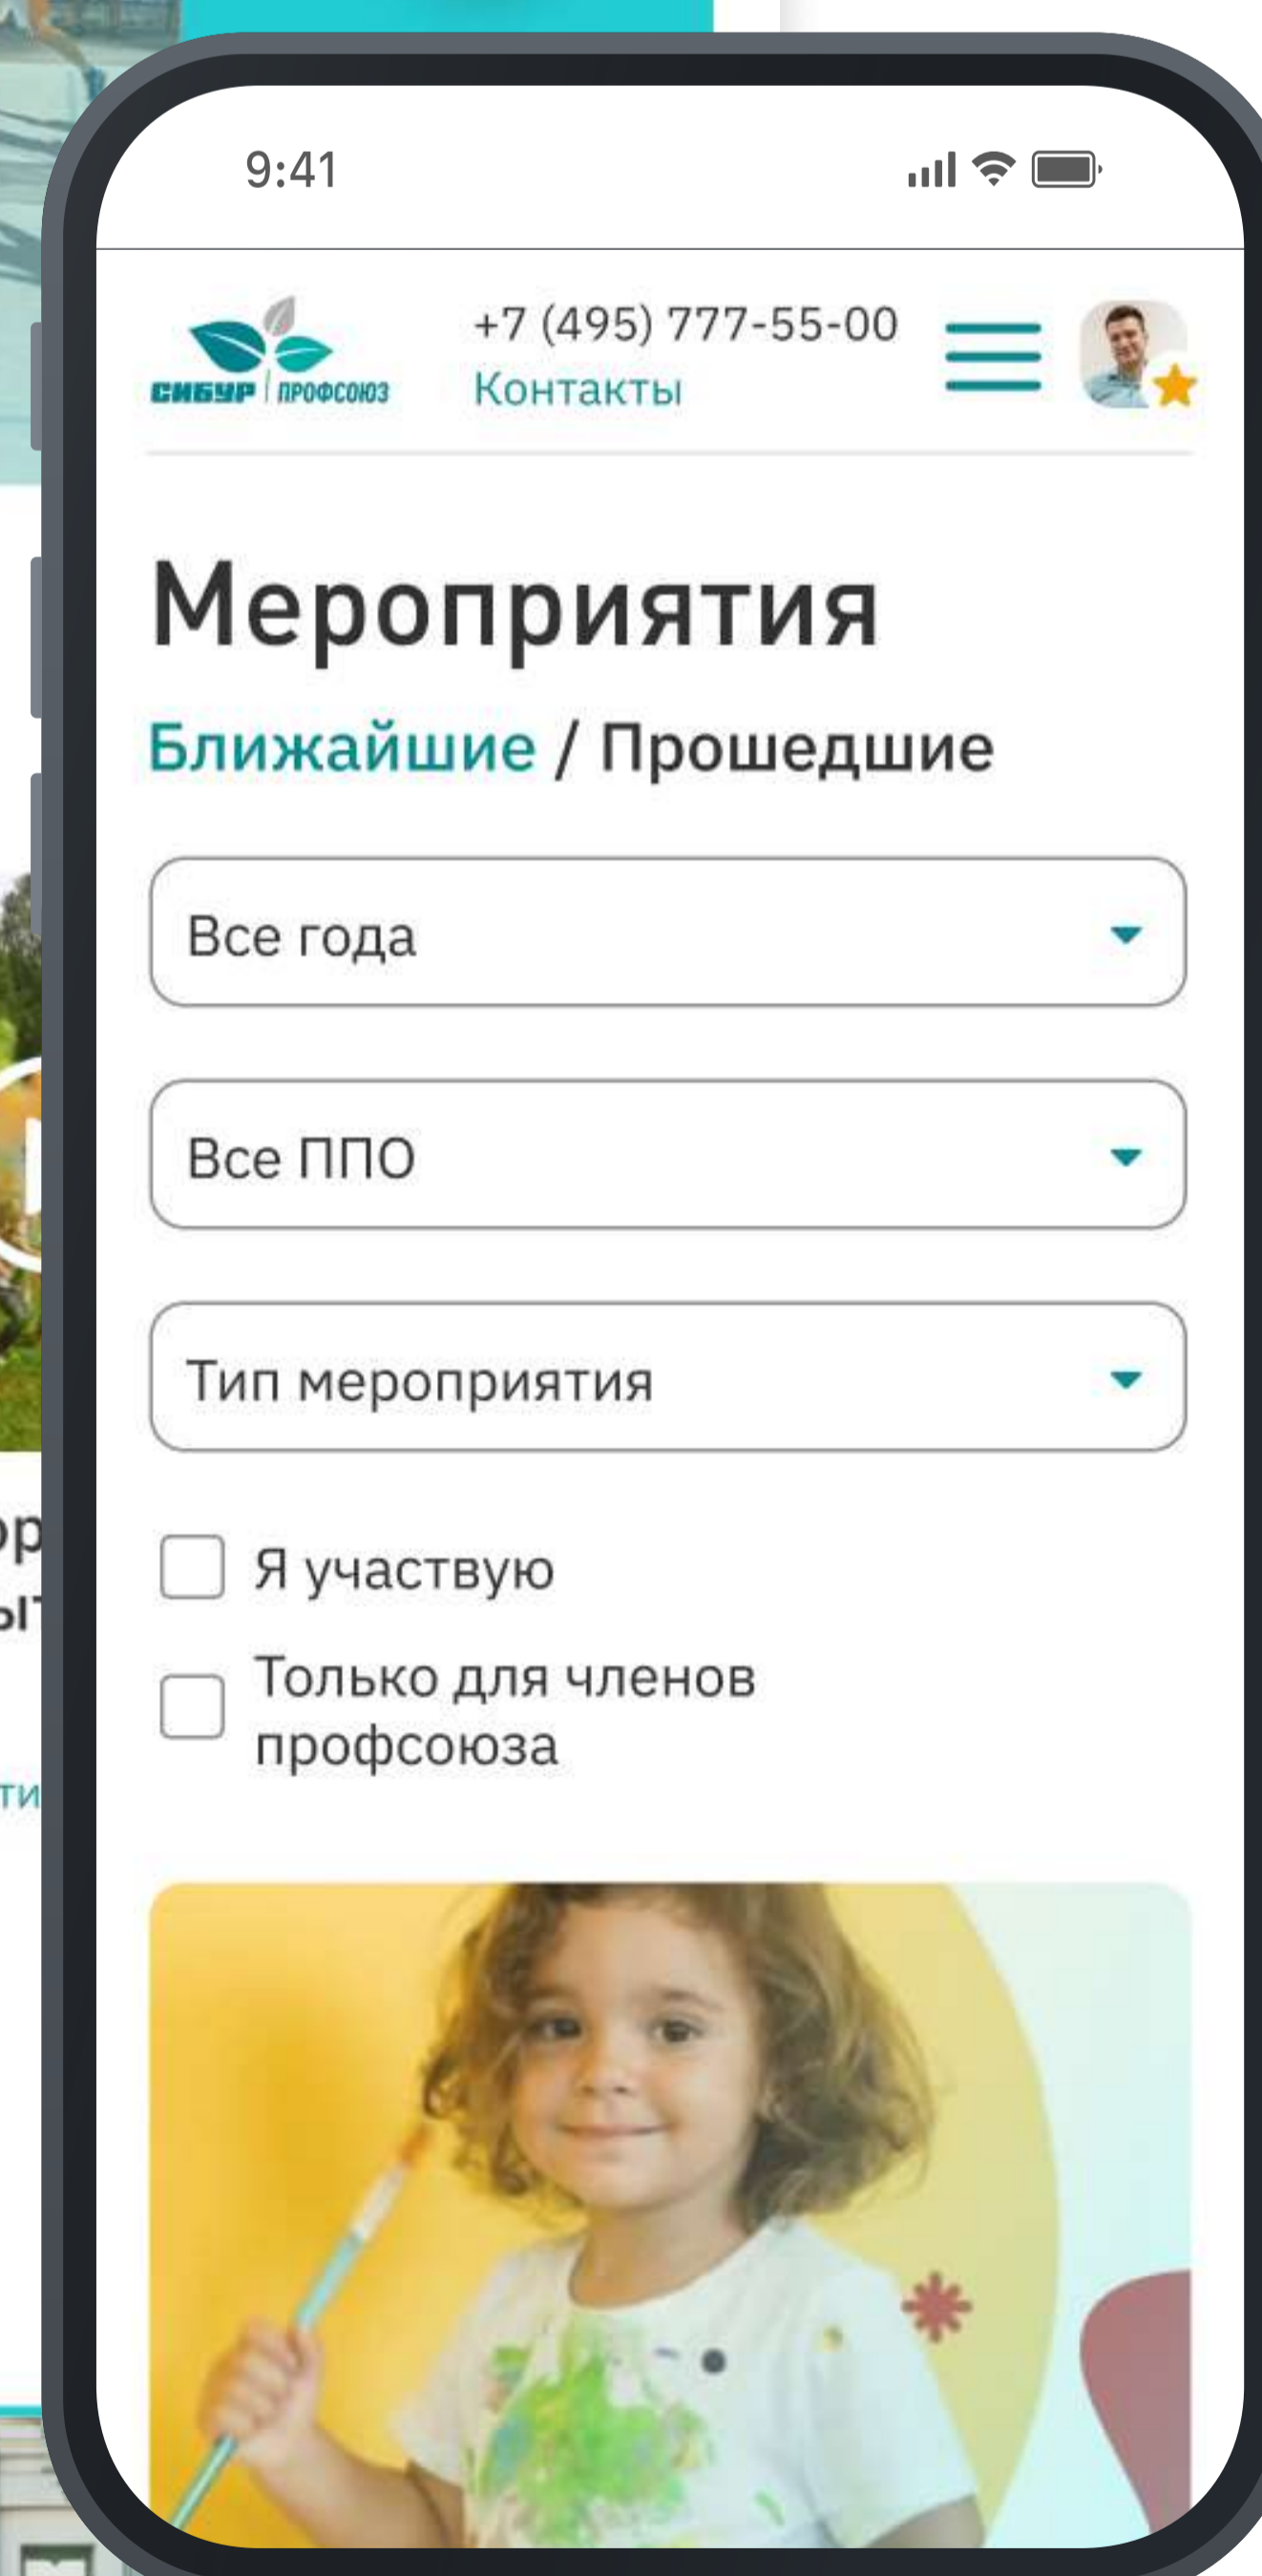 9:41
СИБУР | ПРОФСОЮЗ
+7 (495) 777-55-00
Контакты
Мероприятия
Ближайшие / Прошедшие
Все года
Все ППО
Тип мероприятия
Я участвую
Только для членов
профсоюза